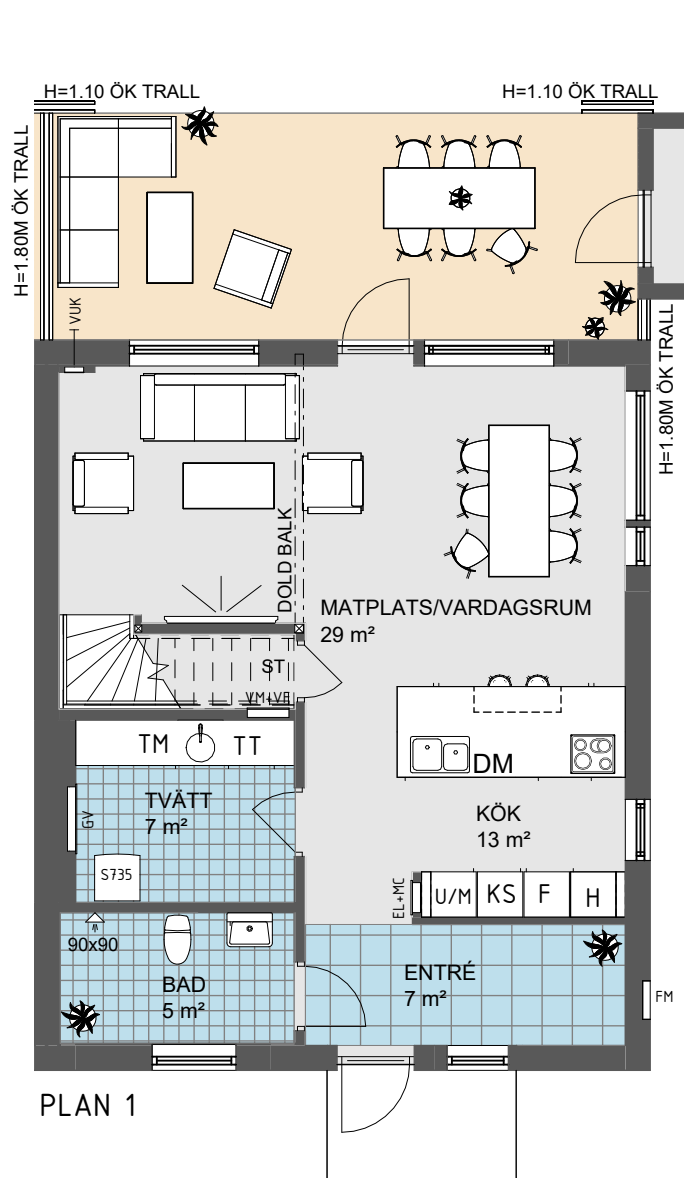 H=1.10 ÖK TRALL
H=1.10 ÖK TRALL
H=1.80M ÖK TRALL
VUK
H=1.80M ÖK TRALL
DOLD BALK
MATPLATS/VARDAGSRUM
29 m²
ST
VM+VF
TM
TT
DM
TVÄTT
7 m²
GV
KÖK
13 m²
S735
EL+MC
U/M
KS
F
H
90x90
BAD
5 m²
ENTRÉ
7 m²
FM
PLAN 1